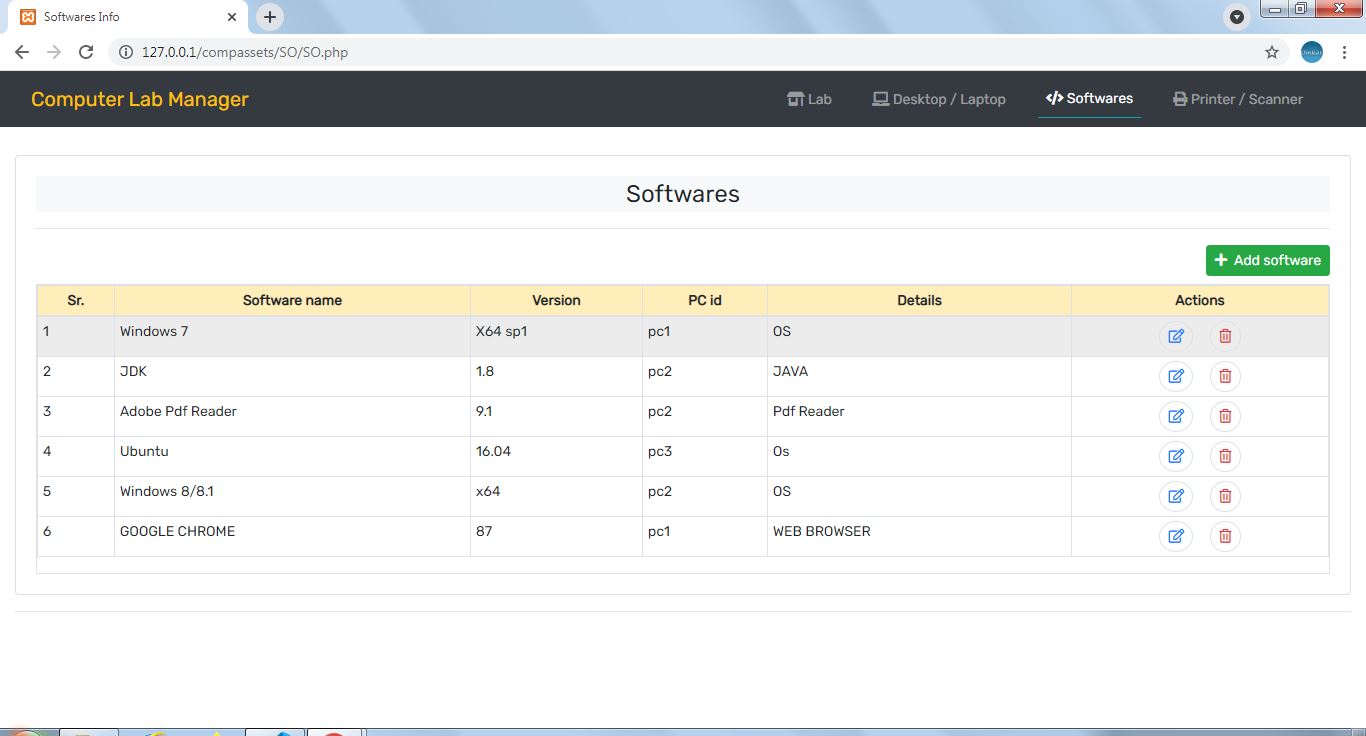 Softwares Info
127.0.0.1/compassets/SO/SO.php
Computer Lab Manager Lab Desktop / Laptop Softwares Printer / Scanner
Softwares
Add software
Sr. Software name Version PC id Details Actions
1 Windows 7 X64 sp1 pc1 OS
2 JDK 1.8 pc2 JAVA
3 Adobe Pdf Reader 9.1 pc2 Pdf Reader
4 Ubuntu 16.04 pc3 Os
5 Windows 8/8.1 x64 pc2 OS
6 GOOGLE CHROME 87 pc1 WEB BROWSER